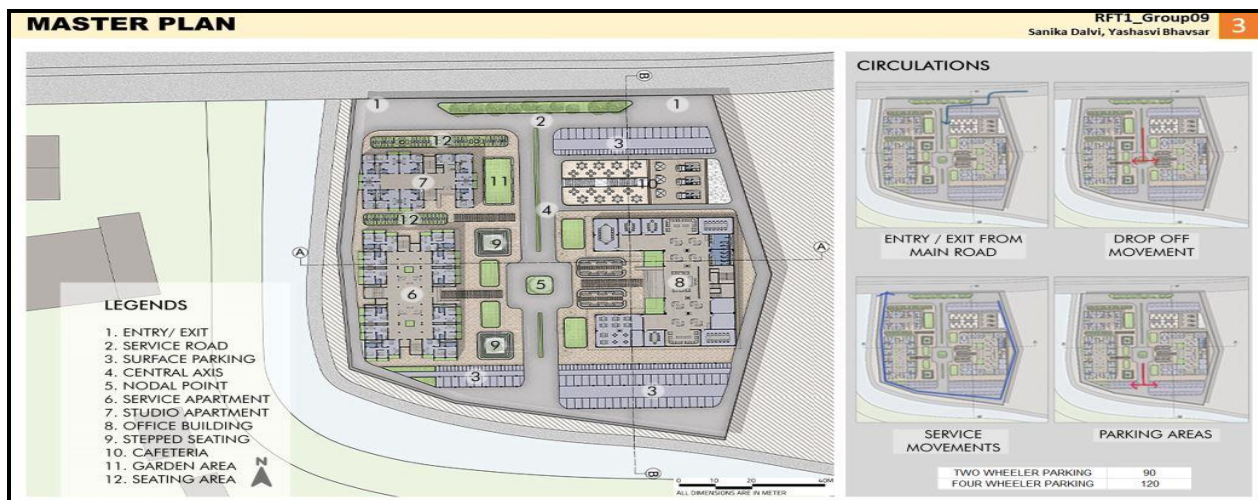 MASTER PLAN
RFT1_Group09
Sanika Dalvi, Yashasvi Bhavsar
3
B
1
1
2
12
3
7
11
10
12
4
9
A
A
5
6
8
9
3
3
B
LEGENDS
1. ENTRY/ EXIT
2. SERVICE ROAD
3. SURFACE PARKING
4. CENTRAL AXIS
5. NODAL POINT
6. SERVICE APARTMENT
7. STUDIO APARTMENT
8. OFFICE BUILDING
9. STEPPED SEATING
10. CAFETERIA
11. GARDEN AREA
12. SEATING AREA
N
0 10 20 40M
ALL DIMENSIONS ARE IN METER
CIRCULATIONS
ENTRY / EXIT FROM
MAIN ROAD
DROP OFF
MOVEMENT
SERVICE
MOVEMENTS
PARKING AREAS
TWO WHEELER PARKING 90
FOUR WHEELER PARKING 120